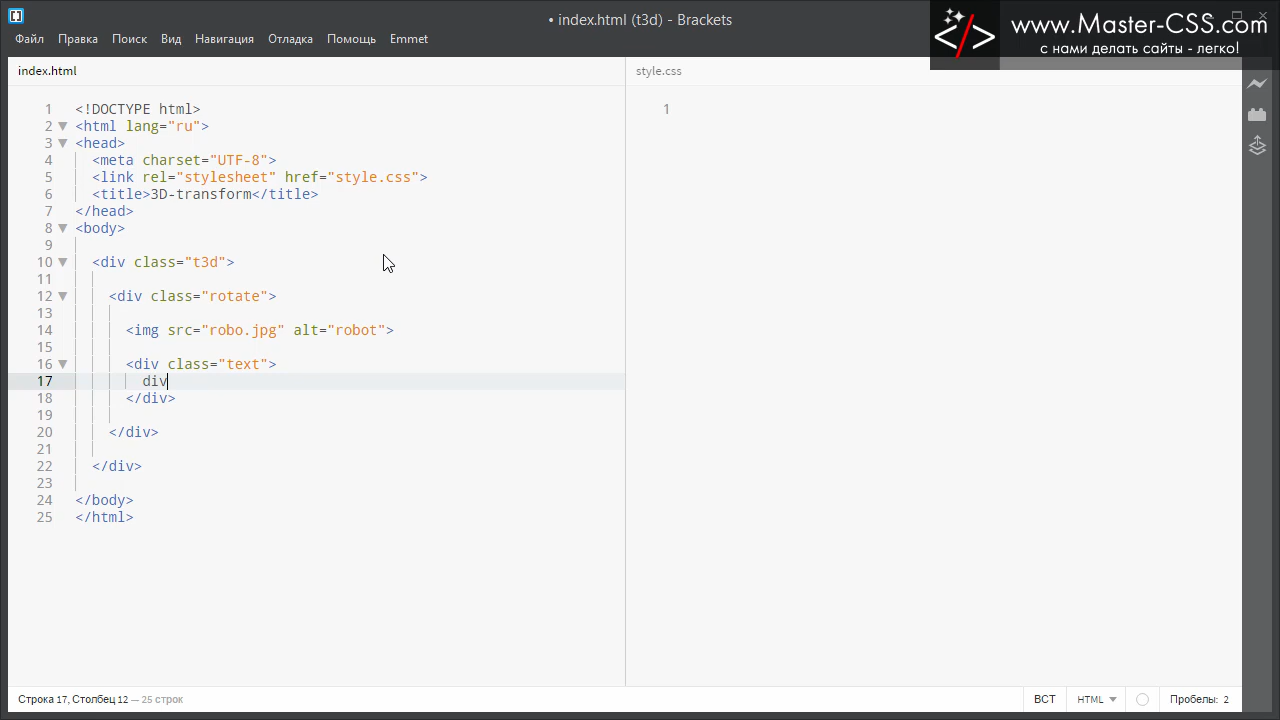 • index.html (t3d) - Brackets
www.Master-CSS.com
с нами делать сайты - легко!
Файл Правка Поиск Вид Навигация Отладка Помощь Emmet
index.html
style.css
1 <!DOCTYPE html>
2 <html lang="ru">
3 <head>
4 <meta charset="UTF-8">
5 <link rel="stylesheet" href="style.css">
6 <title>3D-transform</title>
7 </head>
8 <body>
9
10 <div class="t3d">
11
12 <div class="rotate">
13
14 <img src="robo.jpg" alt="robot">
15
16 <div class="text">
17 div
18 </div>
19
20 </div>
21
22 </div>
23
24 </body>
25 </html>
1
Строка 17, Столбец 12 — 25 строк
ВСТ HTML Пробелы: 2